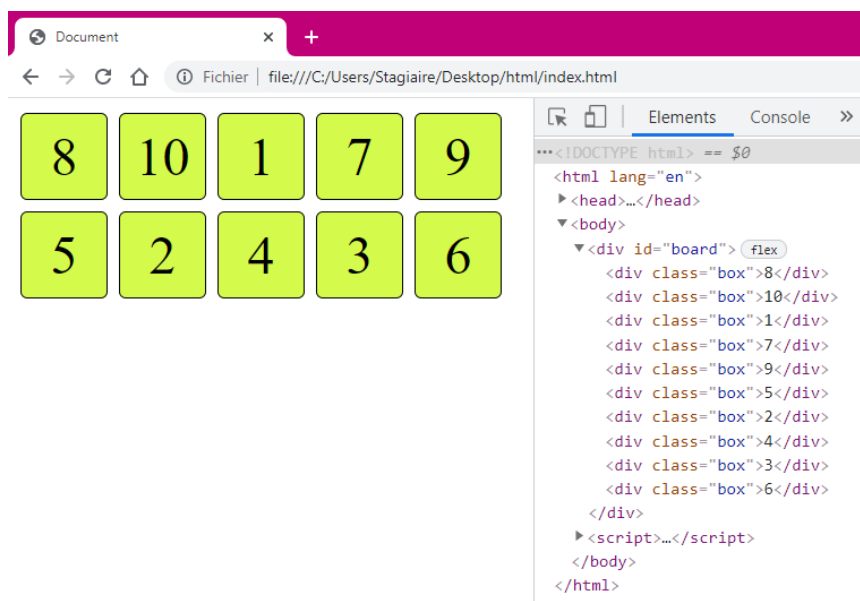 Document
Fichier | file:///C:/Users/Stagiaire/Desktop/html/index.html
8 10 1 7 9
5 2 4 3 6
Elements Console »
···<!DOCTYPE html> == $0
<html lang="en">
<head>…</head>
<body>
<div id="board"> flex
<div class="box">8</div>
<div class="box">10</div>
<div class="box">1</div>
<div class="box">7</div>
<div class="box">9</div>
<div class="box">5</div>
<div class="box">2</div>
<div class="box">4</div>
<div class="box">3</div>
<div class="box">6</div>
</div>
<script>…</script>
</body>
</html>